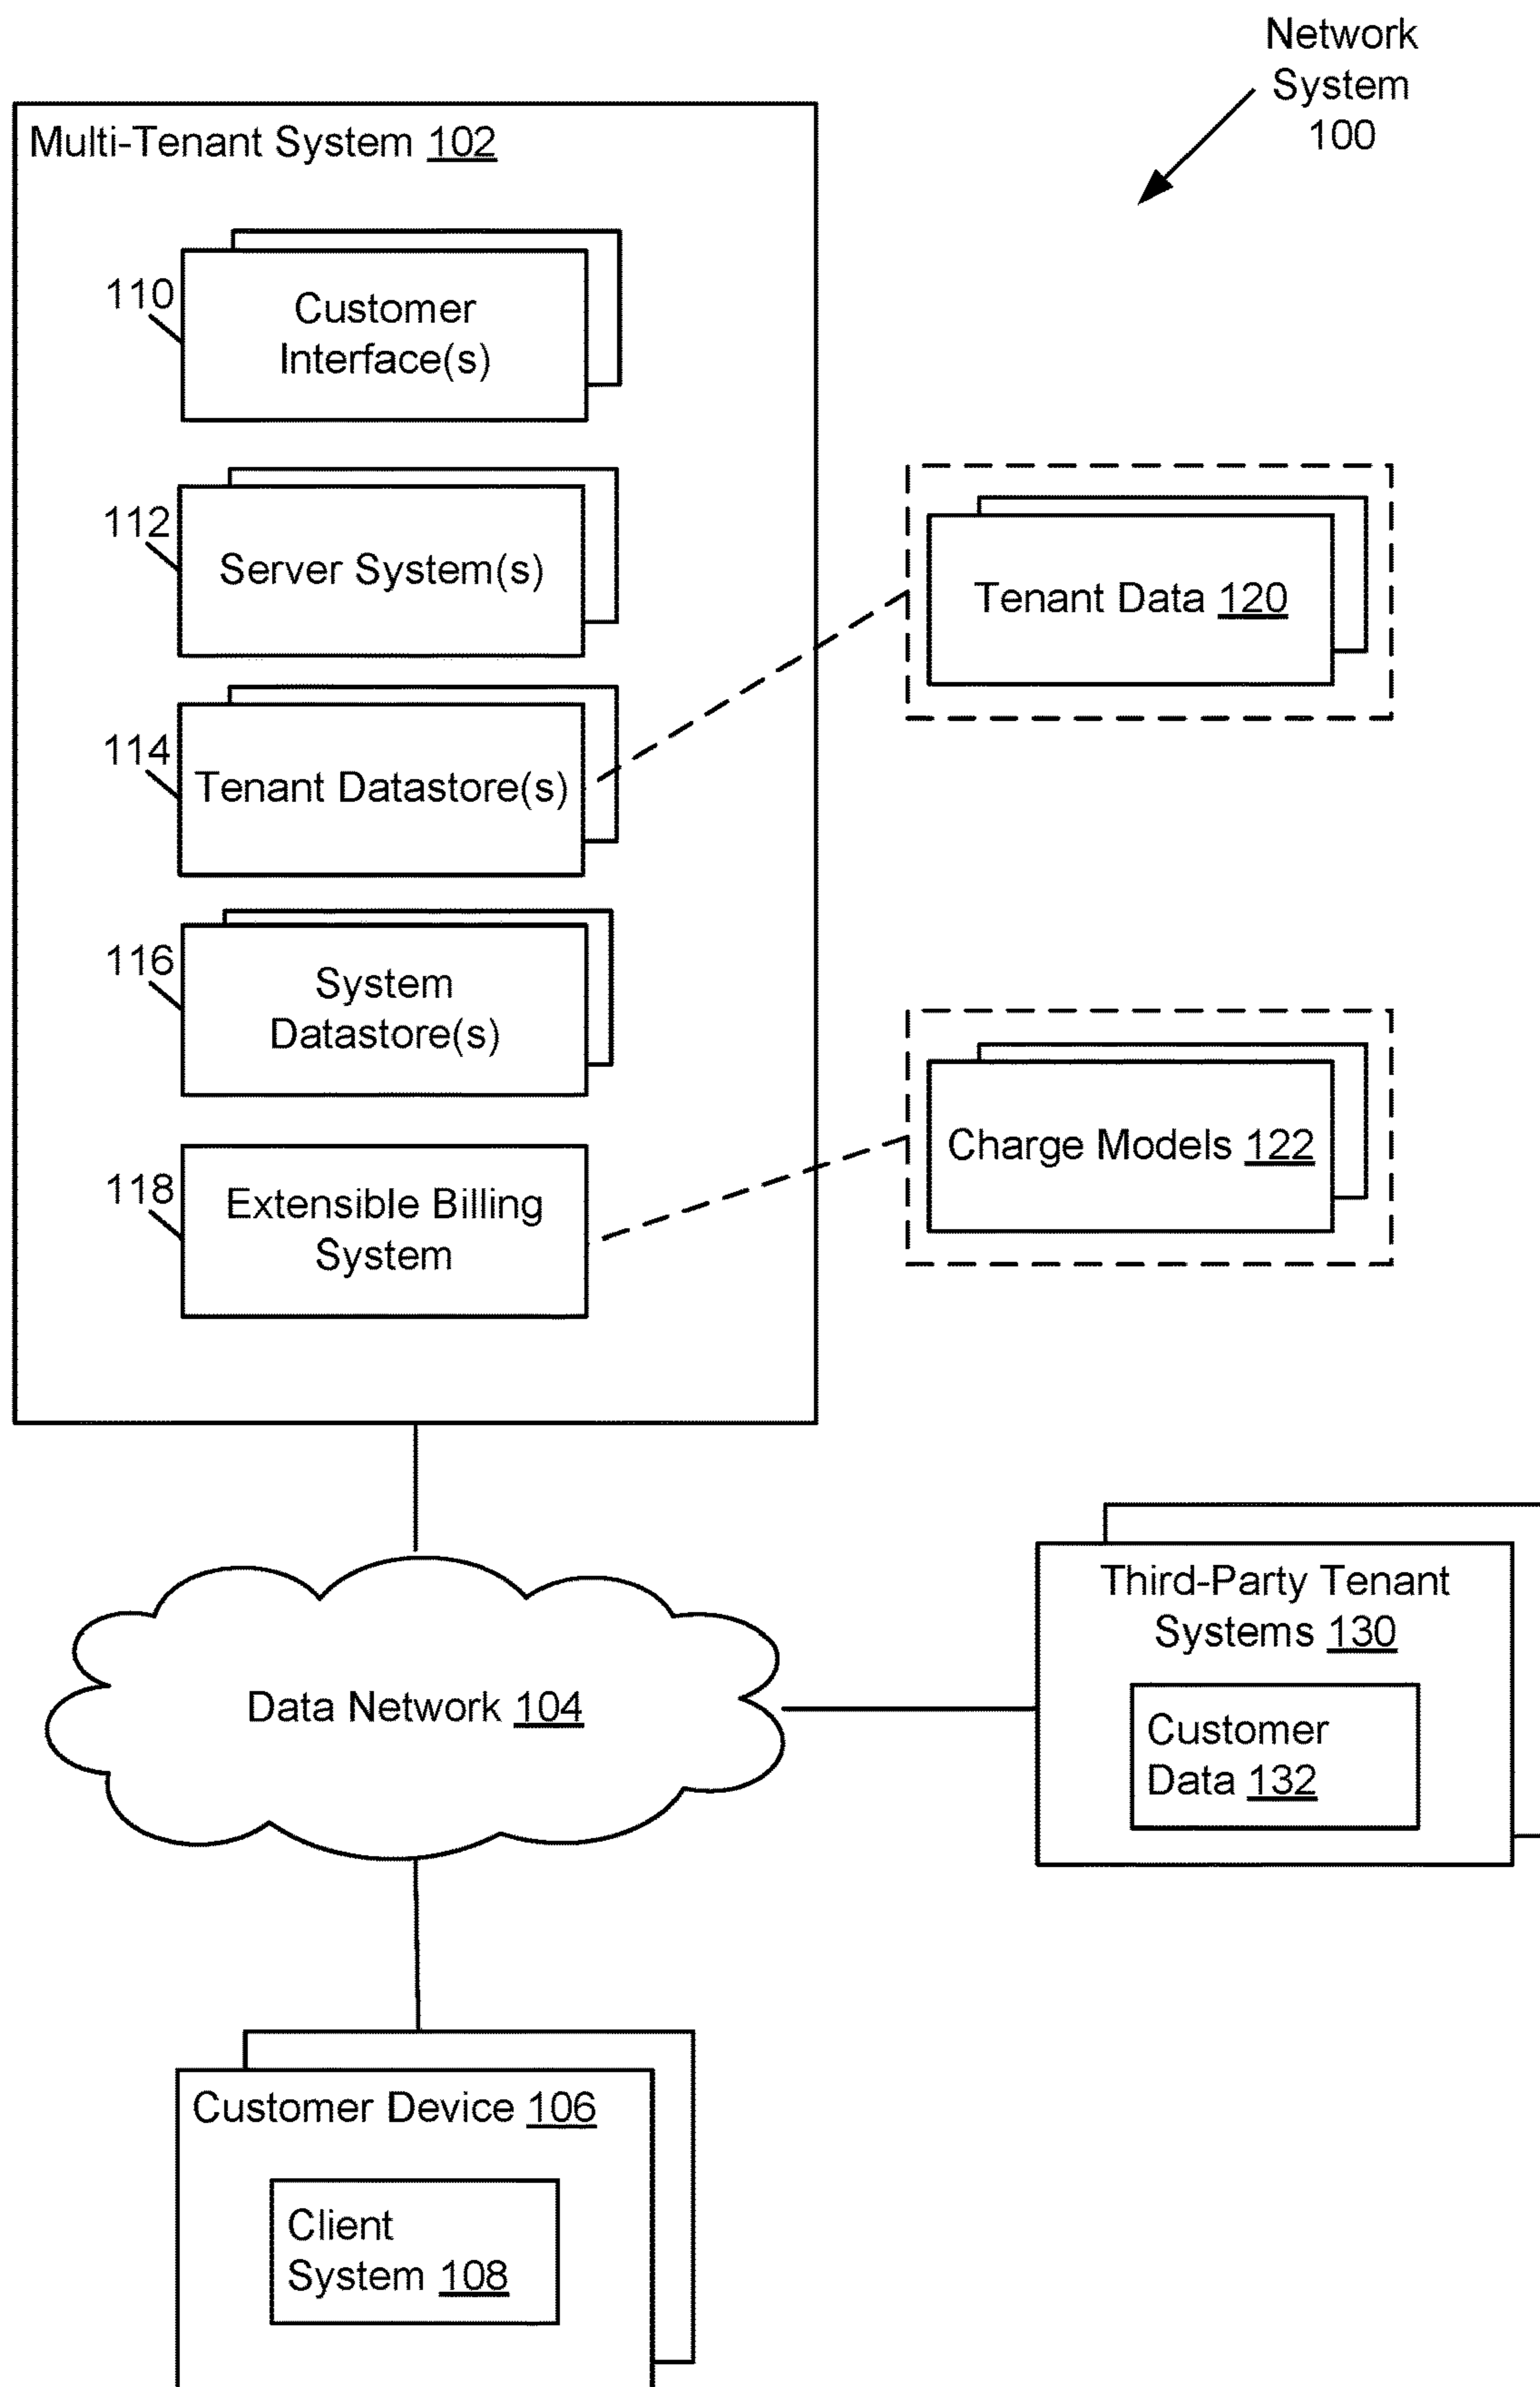 Network
System
100
Multi-Tenant System 102
110
Customer
Interface(s)
112
Server System(s)
Tenant Data 120
114
Tenant Datastore(s)
116
System
Datastore(s)
Charge Models 122
118
Extensible Billing
System
Third-Party Tenant
Systems 130
Data Network 104
Customer
Data 132
Customer Device 106
Client
System 108